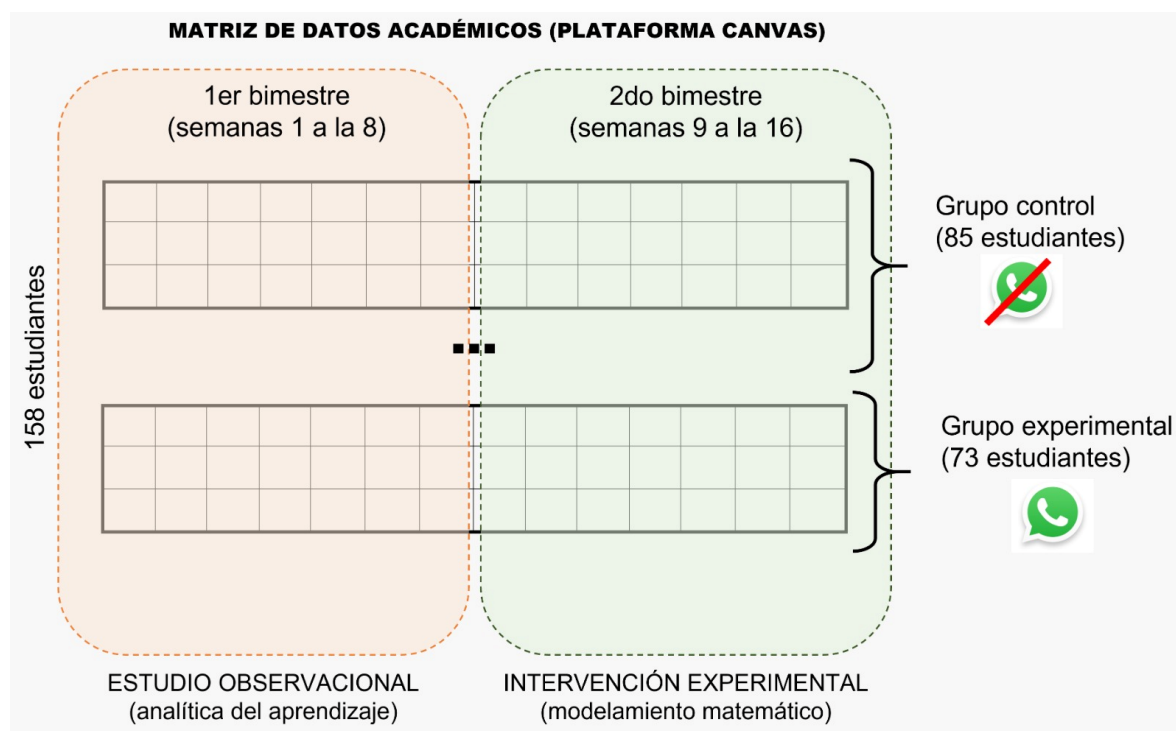 MATRIZ DE DATOS ACADÉMICOS (PLATAFORMA CANVAS)
1er bimestre
(semanas 1 a la 8)
2do bimestre
(semanas 9 a la 16)
158 estudiantes
Grupo control
(85 estudiantes)
Grupo experimental
(73 estudiantes)
ESTUDIO OBSERVACIONAL
(analítica del aprendizaje)
INTERVENCIÓN EXPERIMENTAL
(modelamiento matemático)